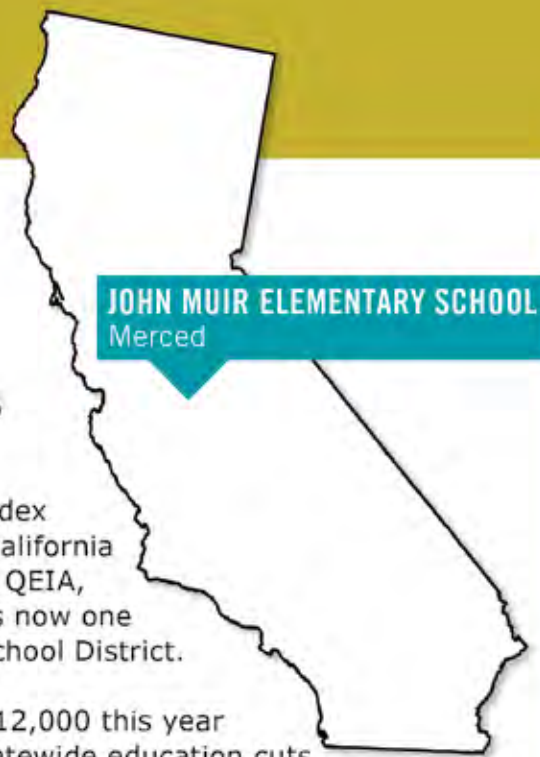 JOHN MUIR ELEMENTARY SCHOOL
Merced
dex
alifornia
QEIA,
s now one
chool District.
12,000 this year